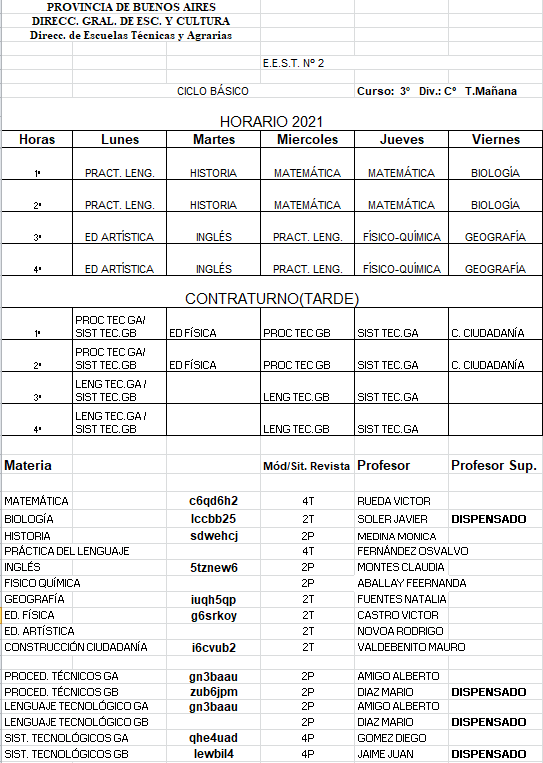 PROVINCIA DE BUENOS AIRES
DIRECC. GRAL. DE ESC. Y CULTURA
Direcc. de Escuelas Técnicas y Agrarias
E.E.S.T. Nº 2
CICLO BÁSICO Curso: 3º Div.: Cº T.Mañana
HORARIO 2021
Horas Lunes Martes Miercoles Jueves Viernes
1ª PRACT. LENG. HISTORIA MATEMÁTICA MATEMÁTICA BIOLOGÍA
2ª PRACT. LENG. HISTORIA MATEMÁTICA MATEMÁTICA BIOLOGÍA
3ª ED ARTÍSTICA INGLÉS PRACT. LENG. FÍSICO-QUÍMICA GEOGRAFÍA
4ª ED ARTÍSTICA INGLÉS PRACT. LENG. FÍSICO-QUÍMICA GEOGRAFÍA
CONTRATURNO(TARDE)
1ª PROC TEC GA/ SIST TEC.GB ED FÍSICA PROC TEC GB SIST TEC.GA C. CIUDADANÍA
2ª PROC TEC GA/ SIST TEC.GB ED FÍSICA PROC TEC GB SIST TEC.GA C. CIUDADANÍA
3ª LENG TEC.GA / SIST TEC.GB LENG TEC.GB SIST TEC.GA
4ª LENG TEC.GA / SIST TEC.GB LENG TEC.GB SIST TEC.GA
Materia Mód/Sit. Revista Profesor Profesor Sup.
MATEMÁTICA c6qd6h2 4T RUEDA VICTOR
BIOLOGÍA lccbb25 2T SOLER JAVIER DISPENSADO
HISTORIA sdwehcj 2P MEDINA MONICA
PRÁCTICA DEL LENGUAJE 4T FERNÁNDEZ OSVALVO
INGLÉS 5tznew6 2P MONTES CLAUDIA
FISICO QUÍMICA 2P ABALLAY FEERNANDA
GEOGRAFÍA iuqh5qp 2T FUENTES NATALIA
ED. FÍSICA g6srkoy 2T CASTRO VICTOR
ED. ARTÍSTICA 2T NOVOA RODRIGO
CONSTRUCCIÓN CIUDADANÍA i6cvub2 2T VALDEBENITO MAURO
PROCED. TÉCNICOS GA gn3baau 2P AMIGO ALBERTO
PROCED. TÉCNICOS GB zub6jpm 2P DIAZ MARIO DISPENSADO
LENGUAJE TECNOLÓGICO GA gn3baau 2P AMIGO ALBERTO
LENGUAJE TECNOLÓGICO GB 2P DIAZ MARIO DISPENSADO
SIST. TECNOLÓGICOS GA qhe4uad 4P GOMEZ DIEGO
SIST. TECNOLÓGICOS GB lewbil4 4P JAIME JUAN DISPENSADO